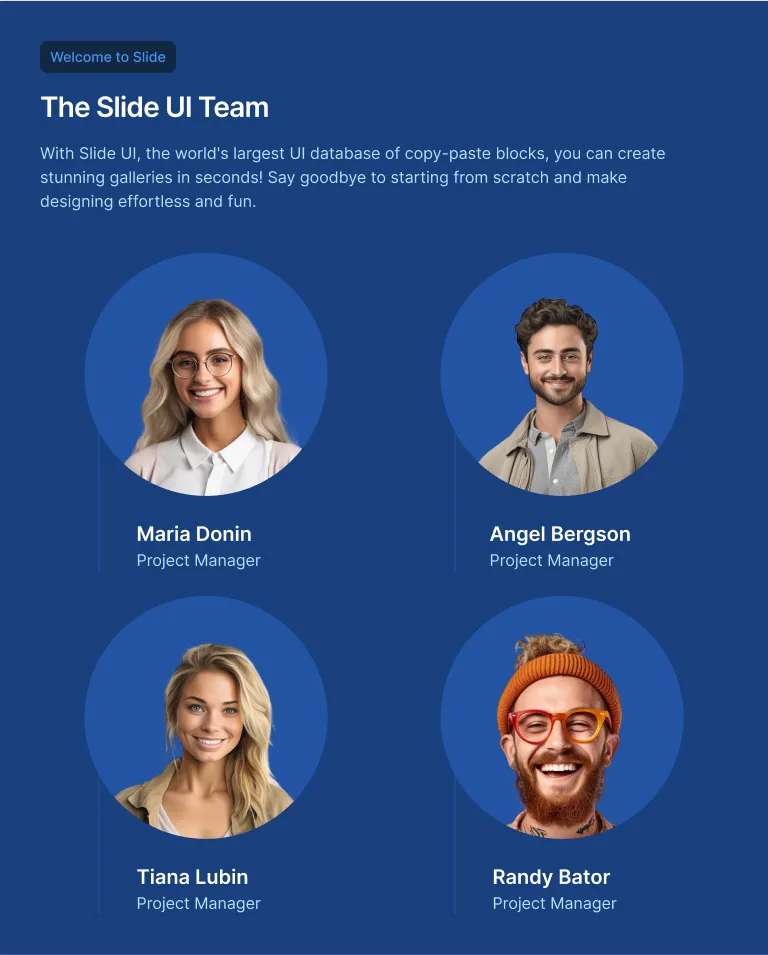 Welcome to Slide
The Slide UI Team
With Slide UI, the world's largest UI database of copy-paste blocks, you can create
stunning galleries in seconds! Say goodbye to starting from scratch and make
designing effortless and fun.
Maria Donin
Project Manager
Angel Bergson
Project Manager
Tiana Lubin
Project Manager
Randy Bator
Project Manager